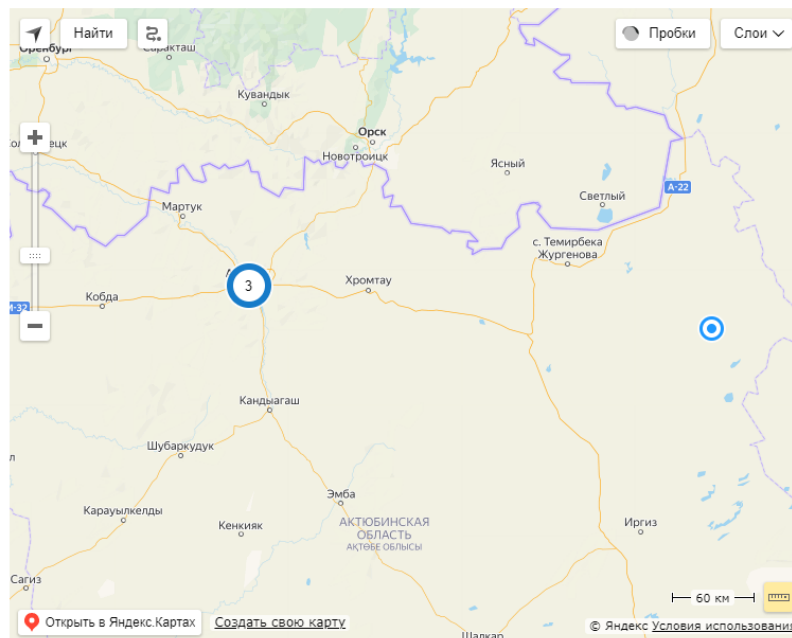 Найти
Пробки
Слои
Оренбург
Саракташ
Кувандык
Орск
Новотроицк
Ясный
Светлый
A-22
Мартук
с. Темирбека
Жургенова
3
Хромтау
Кобда
Кандыагаш
Шубаркудук
Эмба
Караулкелды
Кенкияк
АКТЮБИНСКАЯ
ОБЛАСТЬ
АҚТӨБЕ ОБЛЫСЫ
Иргиз
Сагиз
60 км
Открыть в Яндекс.Картах
Создать свою карту
Шалкар
© Яндекс Условия использования